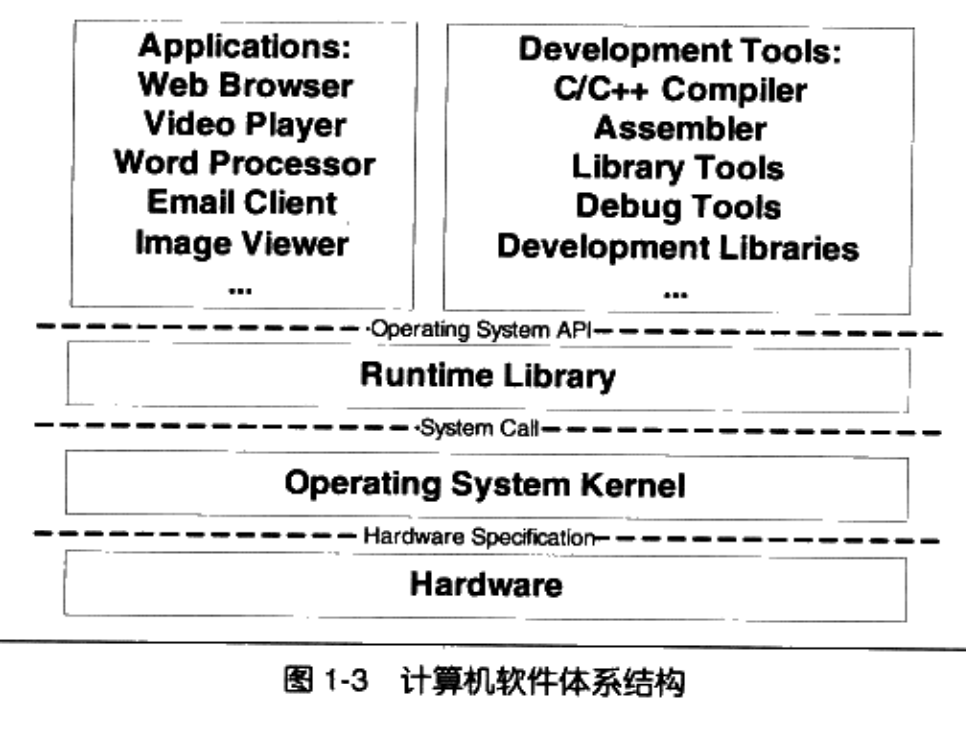 Applications:
Web Browser
Video Player
Word Processor
Email Client
Image Viewer
...
Development Tools:
C/C++ Compiler
Assembler
Library Tools
Debug Tools
Development Libraries
...
Operating System API
Runtime Library
System Call
Operating System Kernel
Hardware Specification
Hardware
图 1-3 计算机软件体系结构